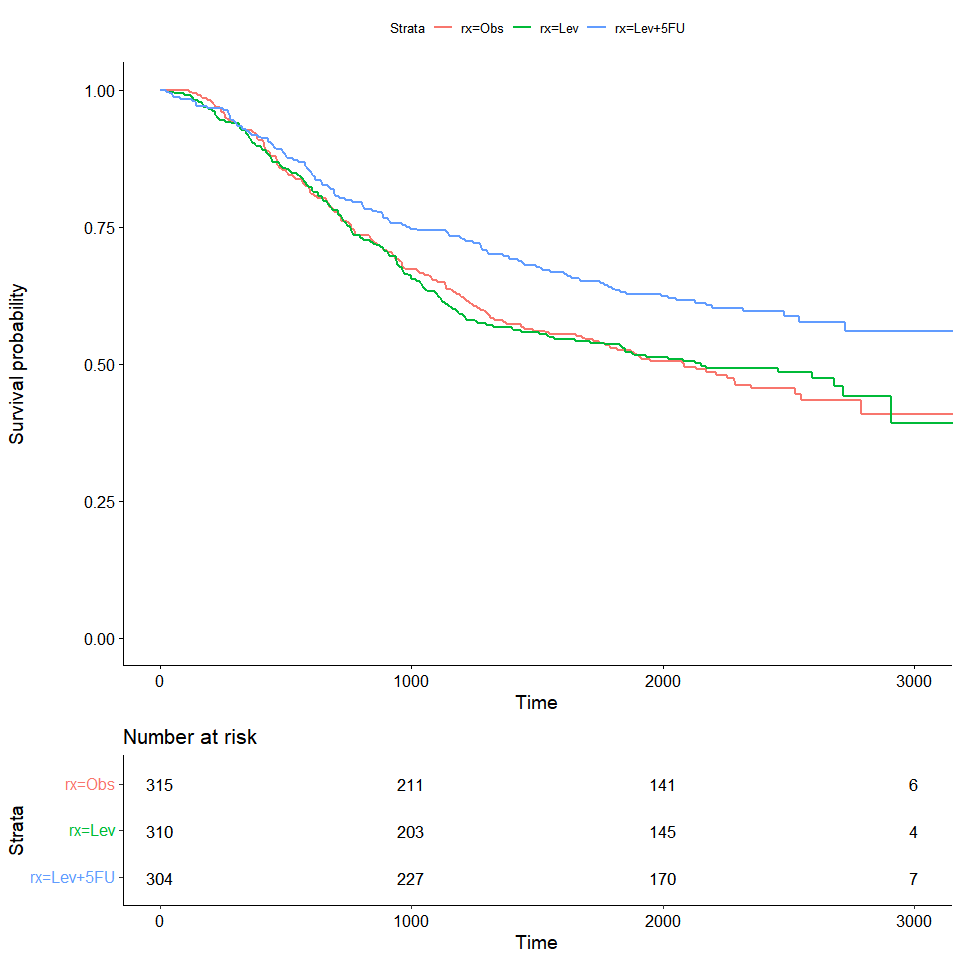 Strata rx=Obs rx=Lev rx=Lev+5FU
Survival probability
1.00
0.75
0.50
0.25
0.00
0 1000 2000 3000
Time
Number at risk
Strata
rx=Obs 315 211 141 6
rx=Lev 310 203 145 4
rx=Lev+5FU 304 227 170 7
0 1000 2000 3000
Time